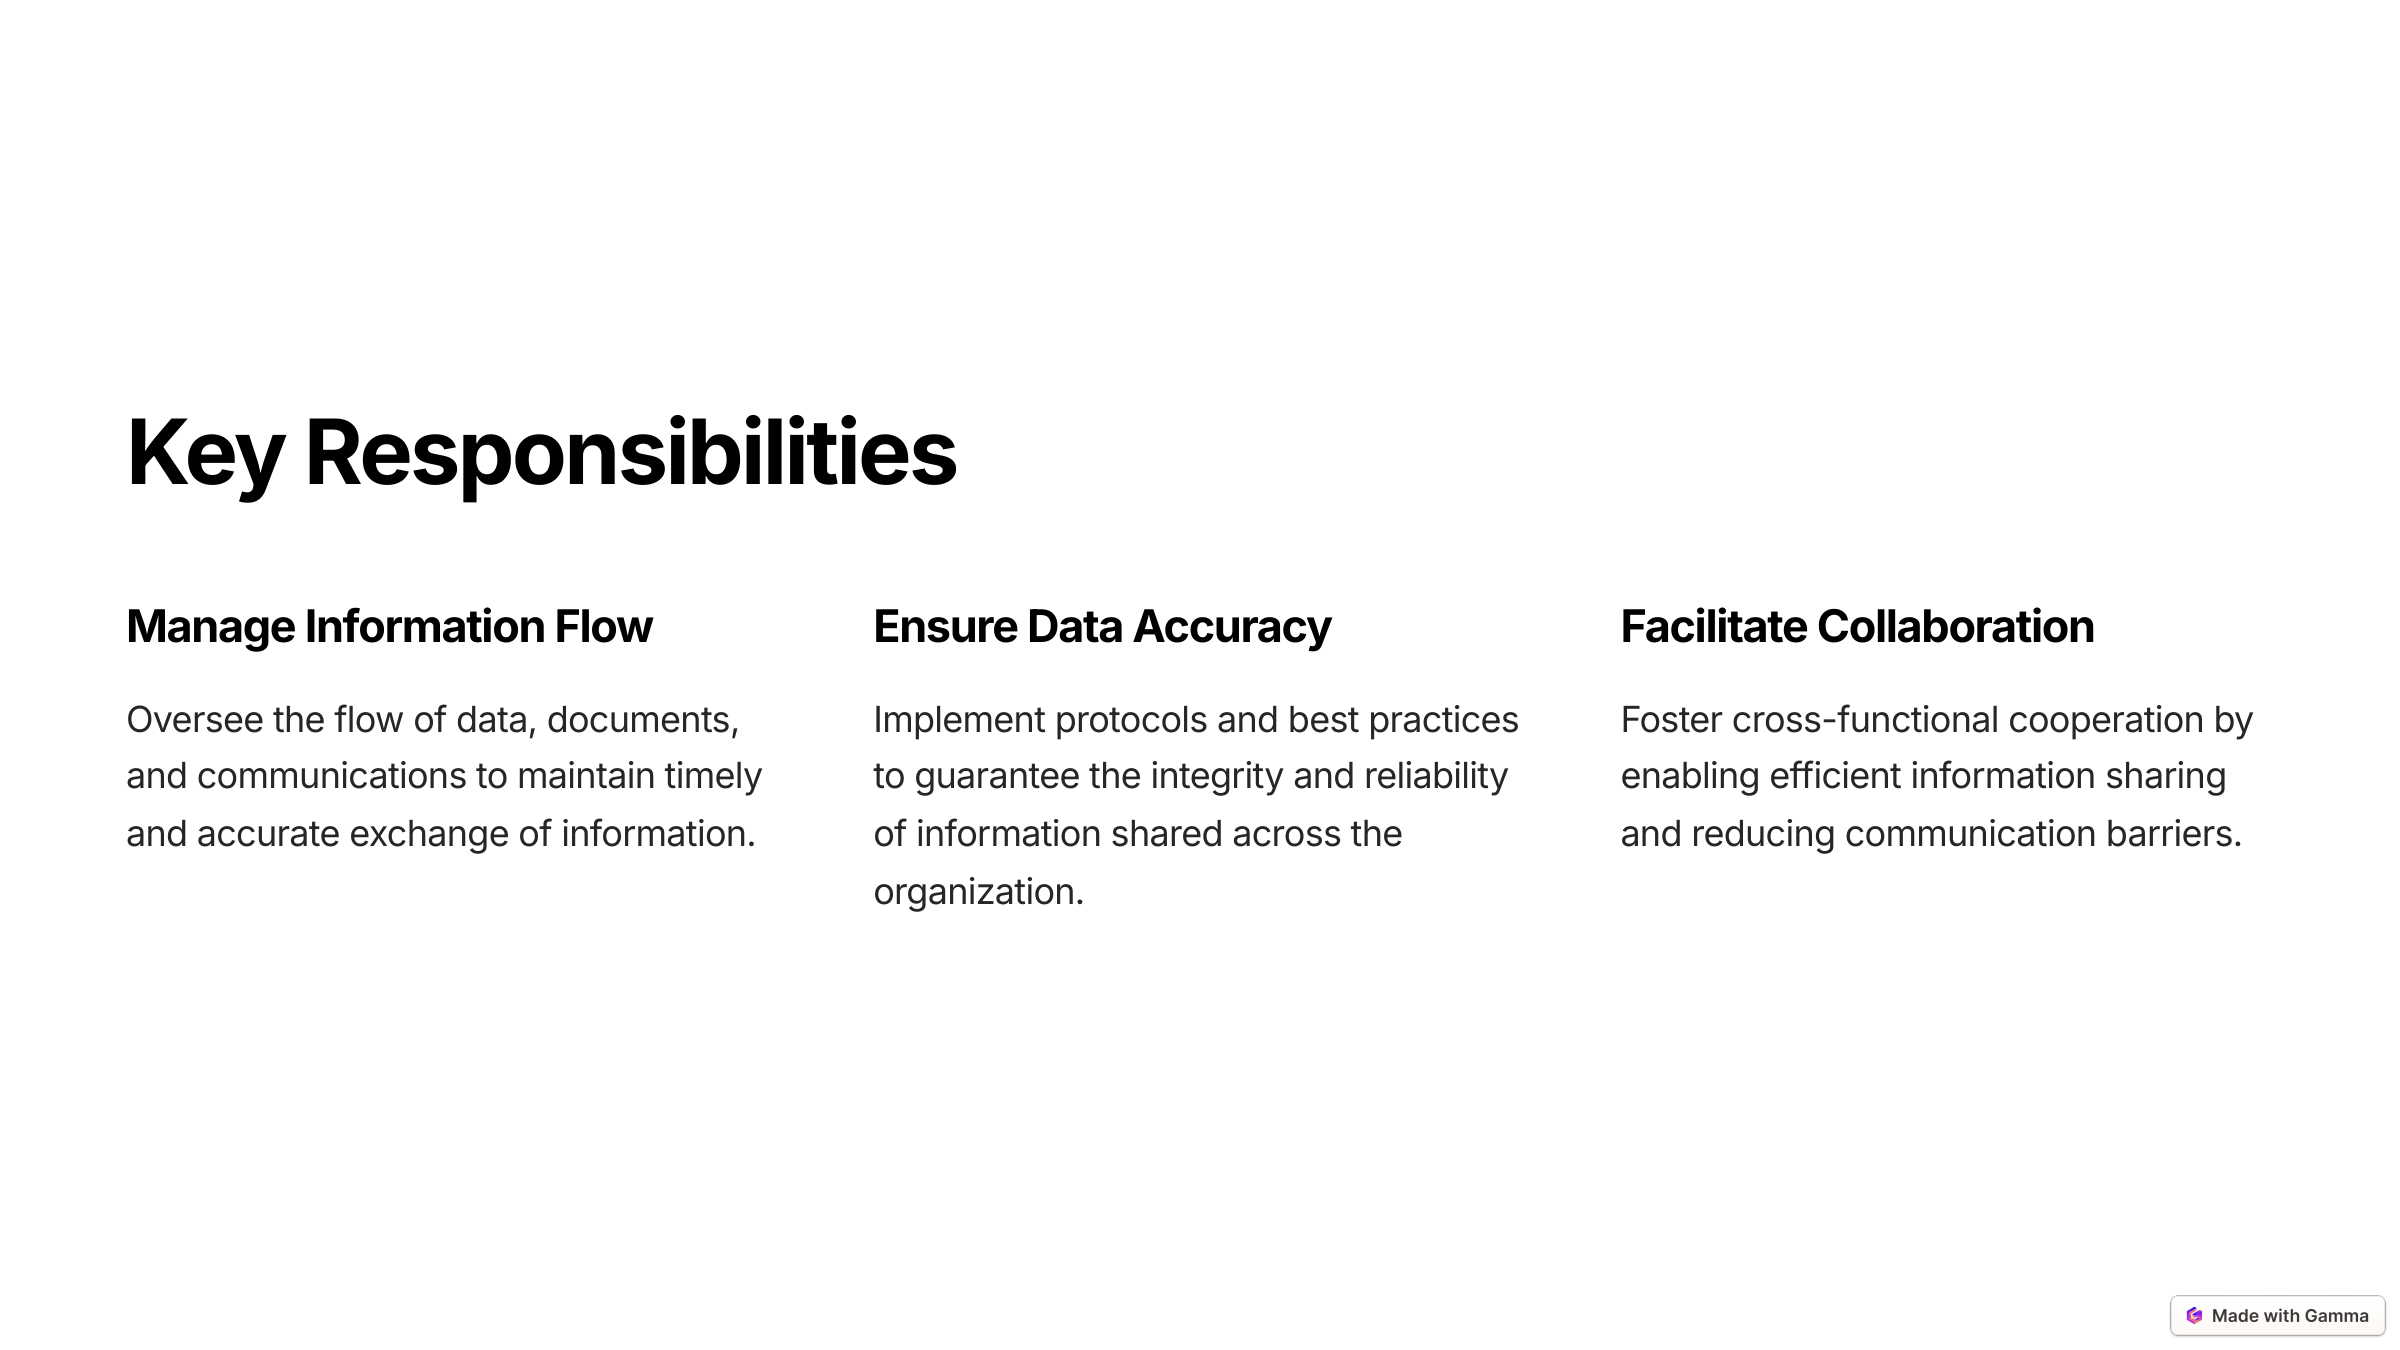 Key Responsibilities
Manage Information Flow
Oversee the flow of data, documents,
and communications to maintain timely
and accurate exchange of information.
Ensure Data Accuracy
Implement protocols and best practices
to guarantee the integrity and reliability
of information shared across the
organization.
Facilitate Collaboration
Foster cross-functional cooperation by
enabling efficient information sharing
and reducing communication barriers.
Made with Gamma